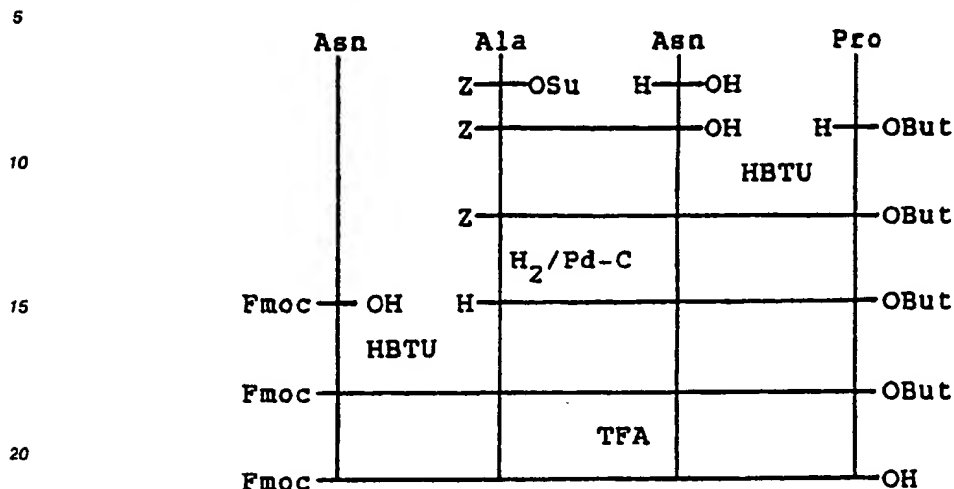 5
Asn Ala Asn Pro
Z OSu H OH
Z OH H OBut
10
HBTU
Z OBut
H2/Pd-C
15 Fmoc OH H OBut
HBTU
Fmoc OBut
TFA
20
Fmoc OH